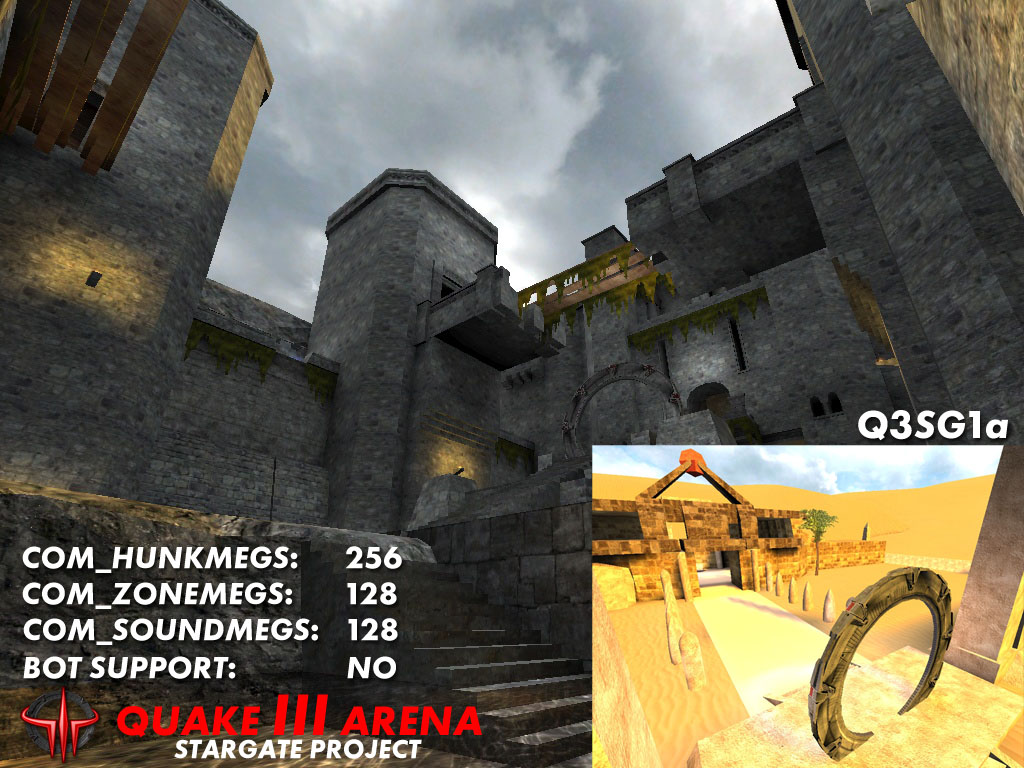 Q3SG1a
COM_HUNKMEGS: 256
COM_ZONEMEGS: 128
COM_SOUNDMEGS: 128
BOT SUPPORT: NO
QUAKE III ARENA
STARGATE PROJECT